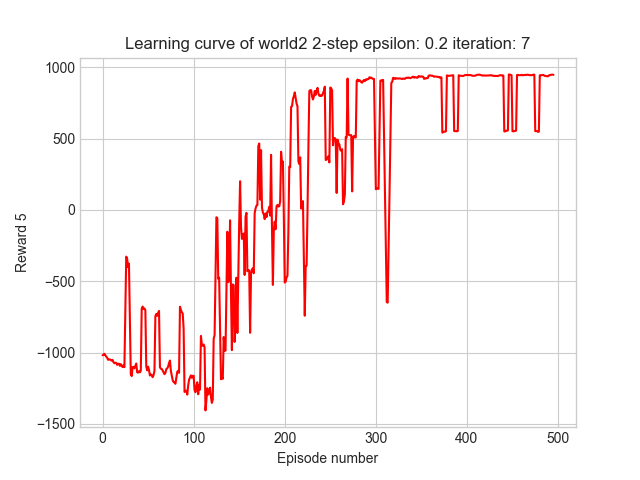 Learning curve of world2 2-step epsilon: 0.2 iteration: 7
1000
500
0
−500
−1000
−1500
Reward 5
0 100 200 300 400 500
Episode number